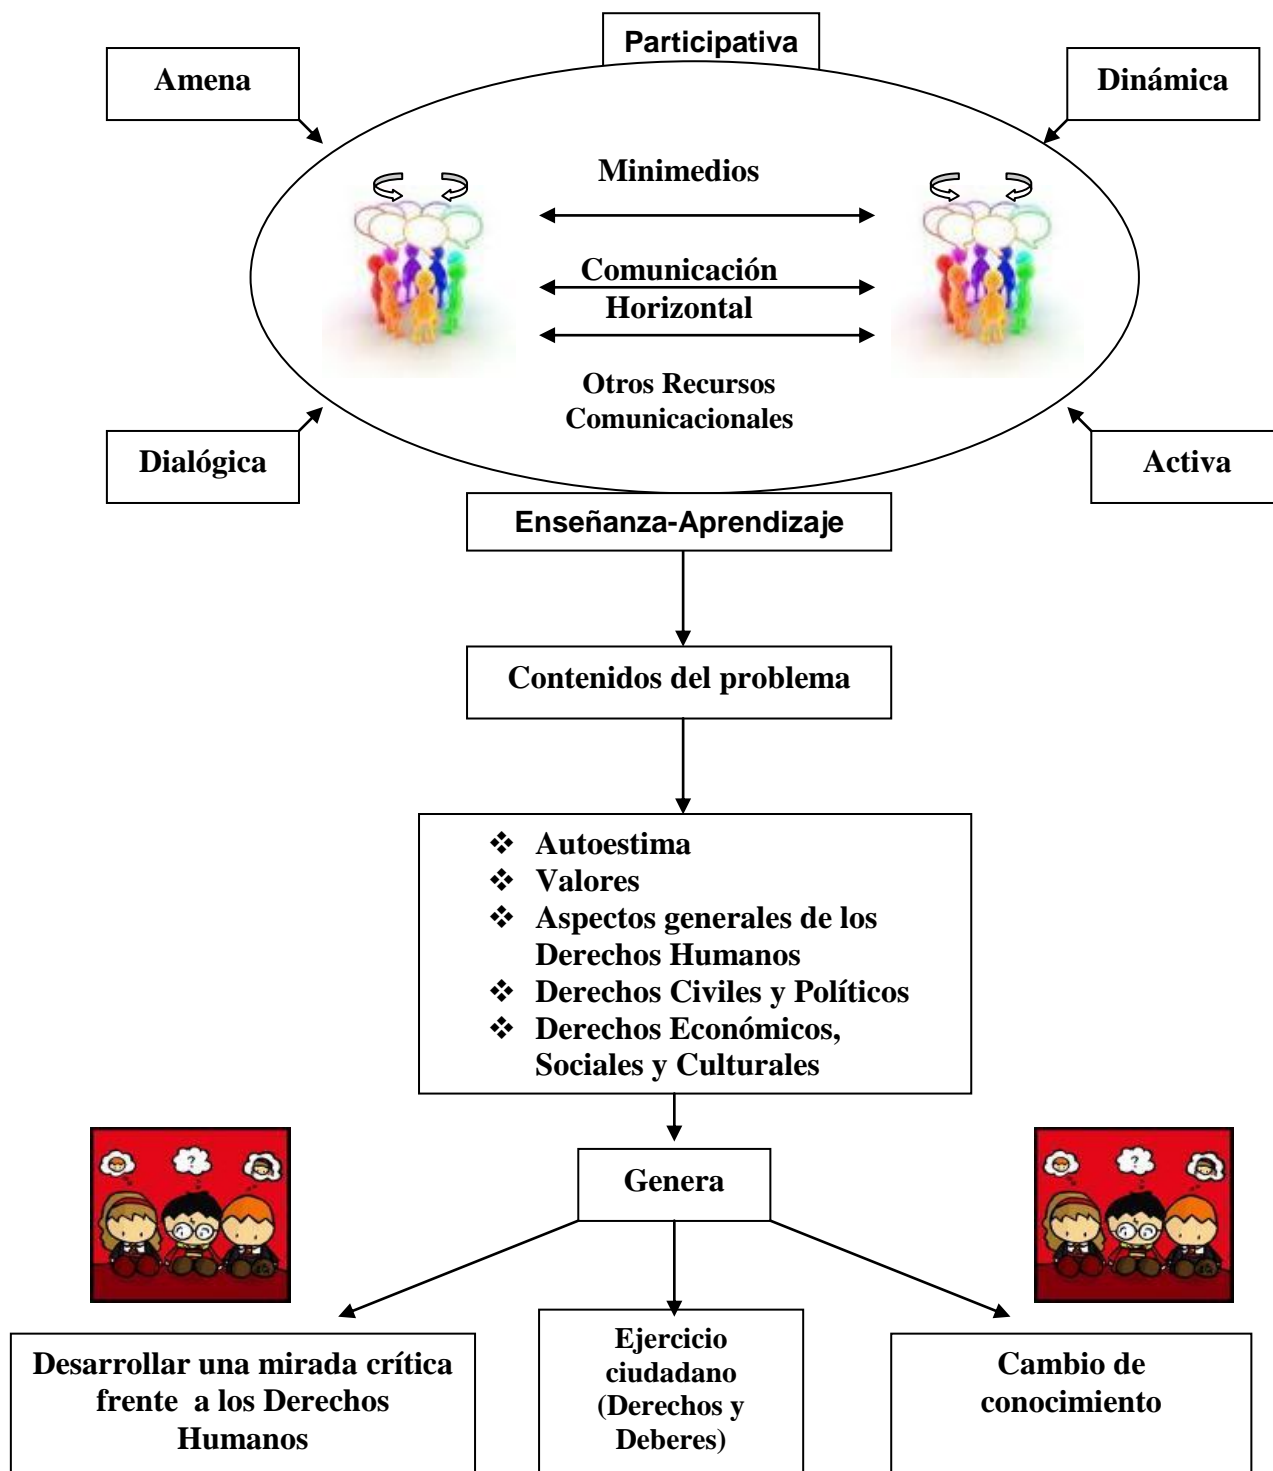 Participativa
Amena
Dinámica
Minimedios
Comunicación
Horizontal
Otros Recursos
Comunicacionales
Dialógica
Activa
Enseñanza-Aprendizaje
Contenidos del problema
❖ Autoestima
❖ Valores
❖ Aspectos generales de los
Derechos Humanos
❖ Derechos Civiles y Políticos
❖ Derechos Económicos,
Sociales y Culturales
?
?
Genera
Desarrollar una mirada crítica
frente a los Derechos
Humanos
Ejercicio
ciudadano
(Derechos y
Deberes)
Cambio de
conocimiento